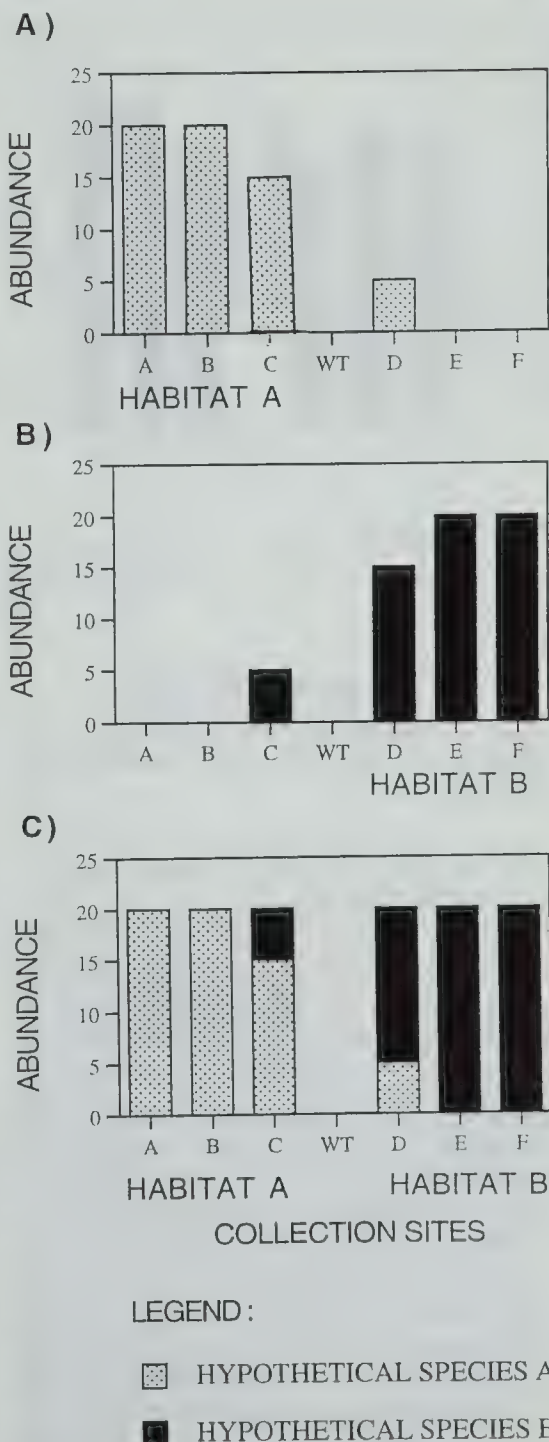 A)
ABUNDANCE
25
20
15
10
5
0
A B C WT D E F
HABITAT A
B)
ABUNDANCE
25
20
15
10
5
0
A B C WT D E F
HABITAT B
C)
ABUNDANCE
25
20
15
10
5
0
A B C WT D E F
HABITAT A HABITAT B
COLLECTION SITES
LEGEND:
HYPOTHETICAL SPECIES A
HYPOTHETICAL SPECIES